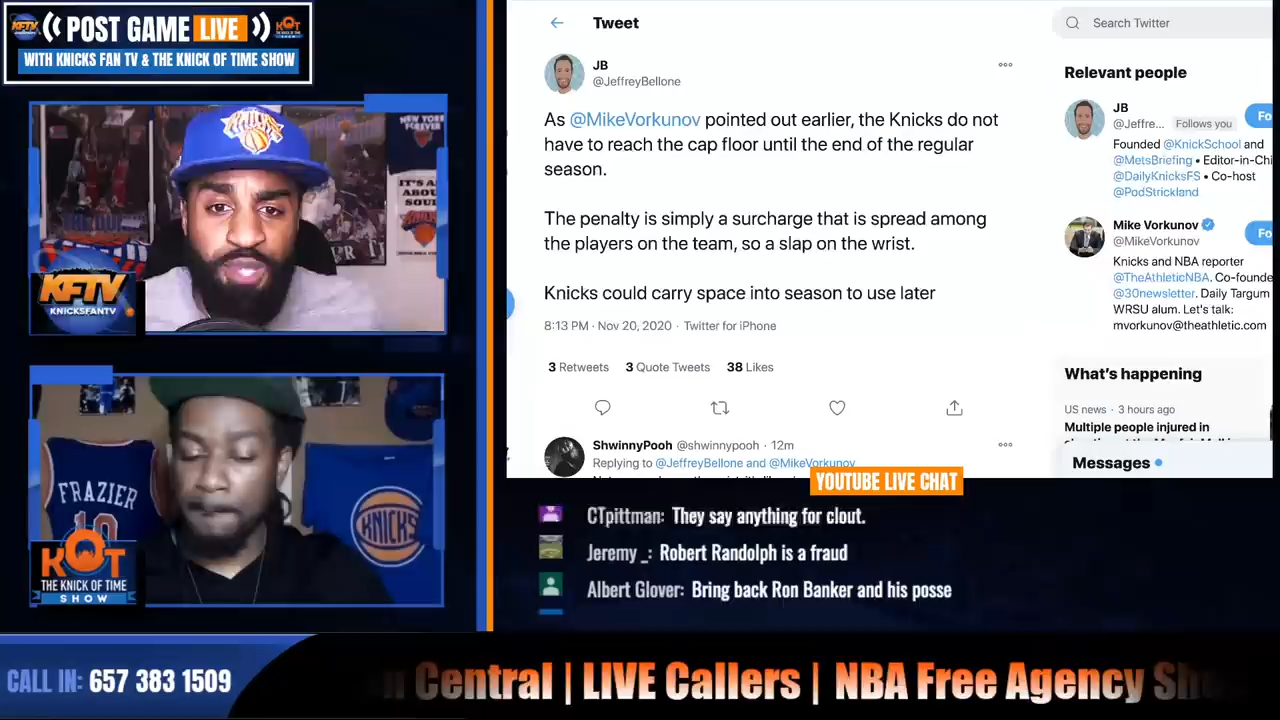 POST GAME LIVE
WITH KNICKS FAN TV & THE KNICK OF TIME SHOW
KFTV
KNICKSFANTV
FRAZIER
10
KNICKS
KOT
THE KNICK OF TIME
SHOW
CALL IN: 657 383 1509
Tweet
Search Twitter
JB
@JeffreyBellone
As @MikeVorkunov pointed out earlier, the Knicks do not
have to reach the cap floor until the end of the regular
season.
The penalty is simply a surcharge that is spread among
the players on the team, so a slap on the wrist.
Knicks could carry space into season to use later
8:13 PM · Nov 20, 2020 · Twitter for iPhone
3 Retweets 3 Quote Tweets 38 Likes
ShwinnyPooh @shwinnypooh · 12m
Replying to @JeffreyBellone and @MikeVorkunov
Relevant people
JB
@Jeffre... Follows you
Fo
Founded @KnickSchool and
@MetsBriefing • Editor-in-Chi
@DailyKnicksFS • Co-host
@PodStrickland
Mike Vorkunov
@MikeVorkunov
Fo
Knicks and NBA reporter
@TheAthleticNBA. Co-founde
@30newsletter. Daily Targum
WRSU alum. Let's talk:
mvorkunov@theathletic.com
What's happening
US news · 3 hours ago
Multiple people injured in
Messages
YOUTUBE LIVE CHAT
CTpittman: They say anything for clout.
Jeremy _: Robert Randolph is a fraud
Albert Glover: Bring back Ron Banker and his posse
n Central | LIVE Callers | NBA Free Agency Sh